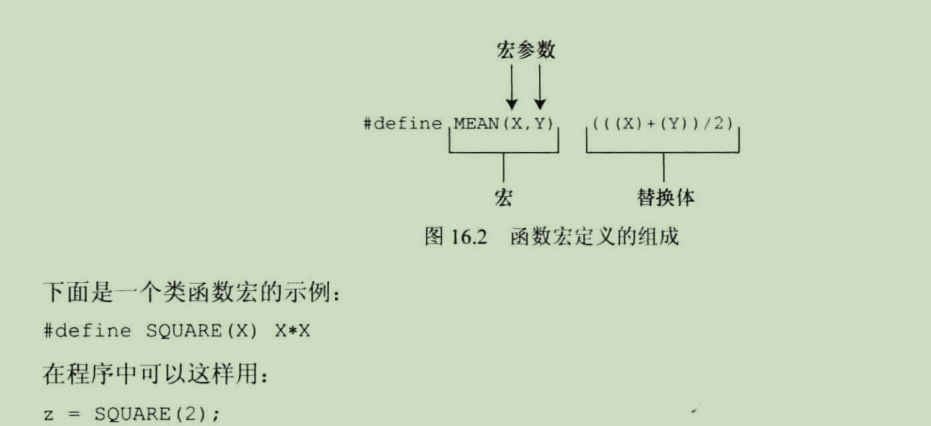 宏参数
#define MEAN(X,Y) (((X)+(Y))/2)
宏 替换体
图 16.2 函数宏定义的组成
下面是一个类函数宏的示例：
#define SQUARE(X) X*X
在程序中可以这样用：
z = SQUARE(2);